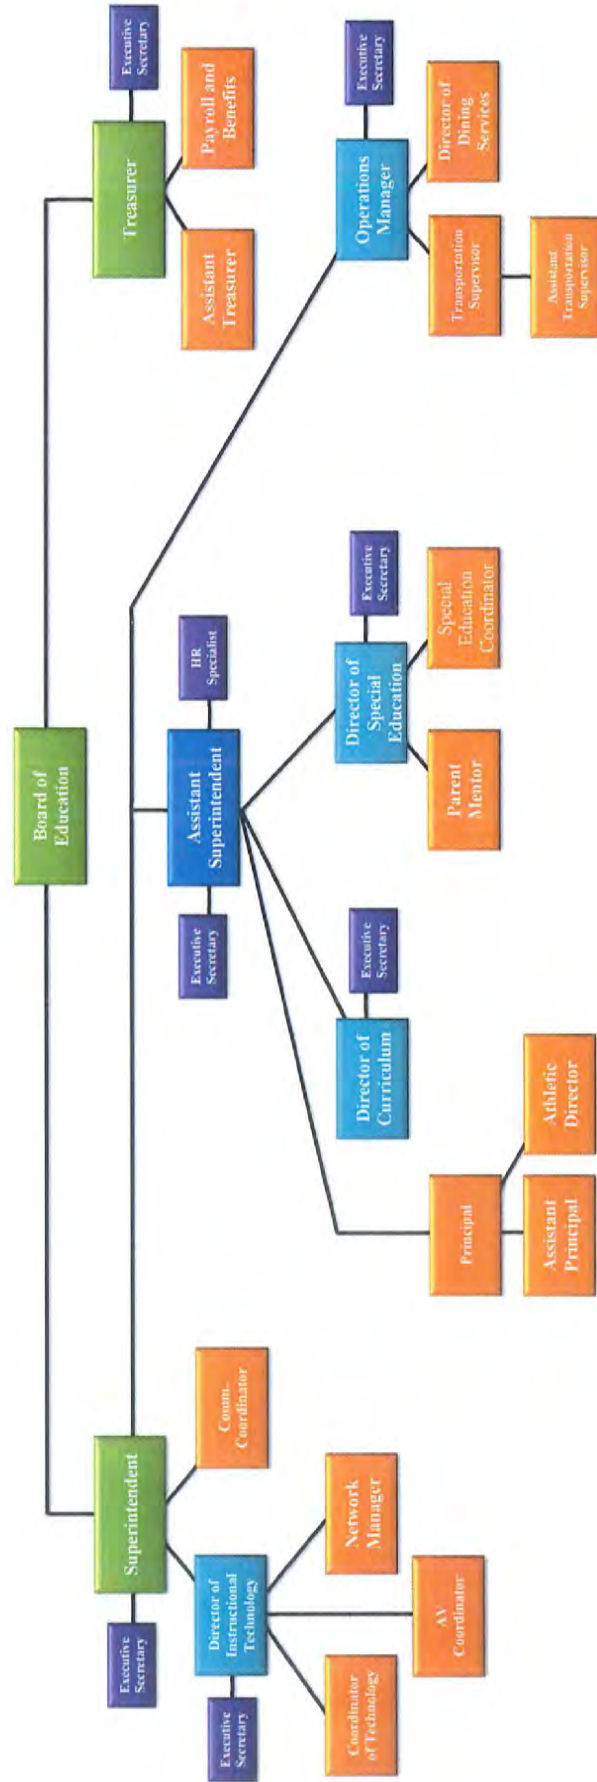 Board of
Education
Superintendent
Executive
Secretary
Treasurer
Executive
Secretary
Comm-
Coordinator
Director of
Instructional
Technology
Executive
Secretary
Coordinator
of Technology
AV
Coordinator
Network
Manager
Assistant
Superintendent
Executive
Secretary
HR
Specialist
Assistant
Treasurer
Payroll and
Benefits
Principal
Assistant
Principal
Athletic
Director
Director of
Curriculum
Executive
Secretary
Director of
Special
Education
Executive
Secretary
Parent
Mentor
Special
Education
Coordinator
Operations
Manager
Executive
Secretary
Transportation
Supervisor
Director of
Dining
Services
Assistant
Transportation
Supervisor